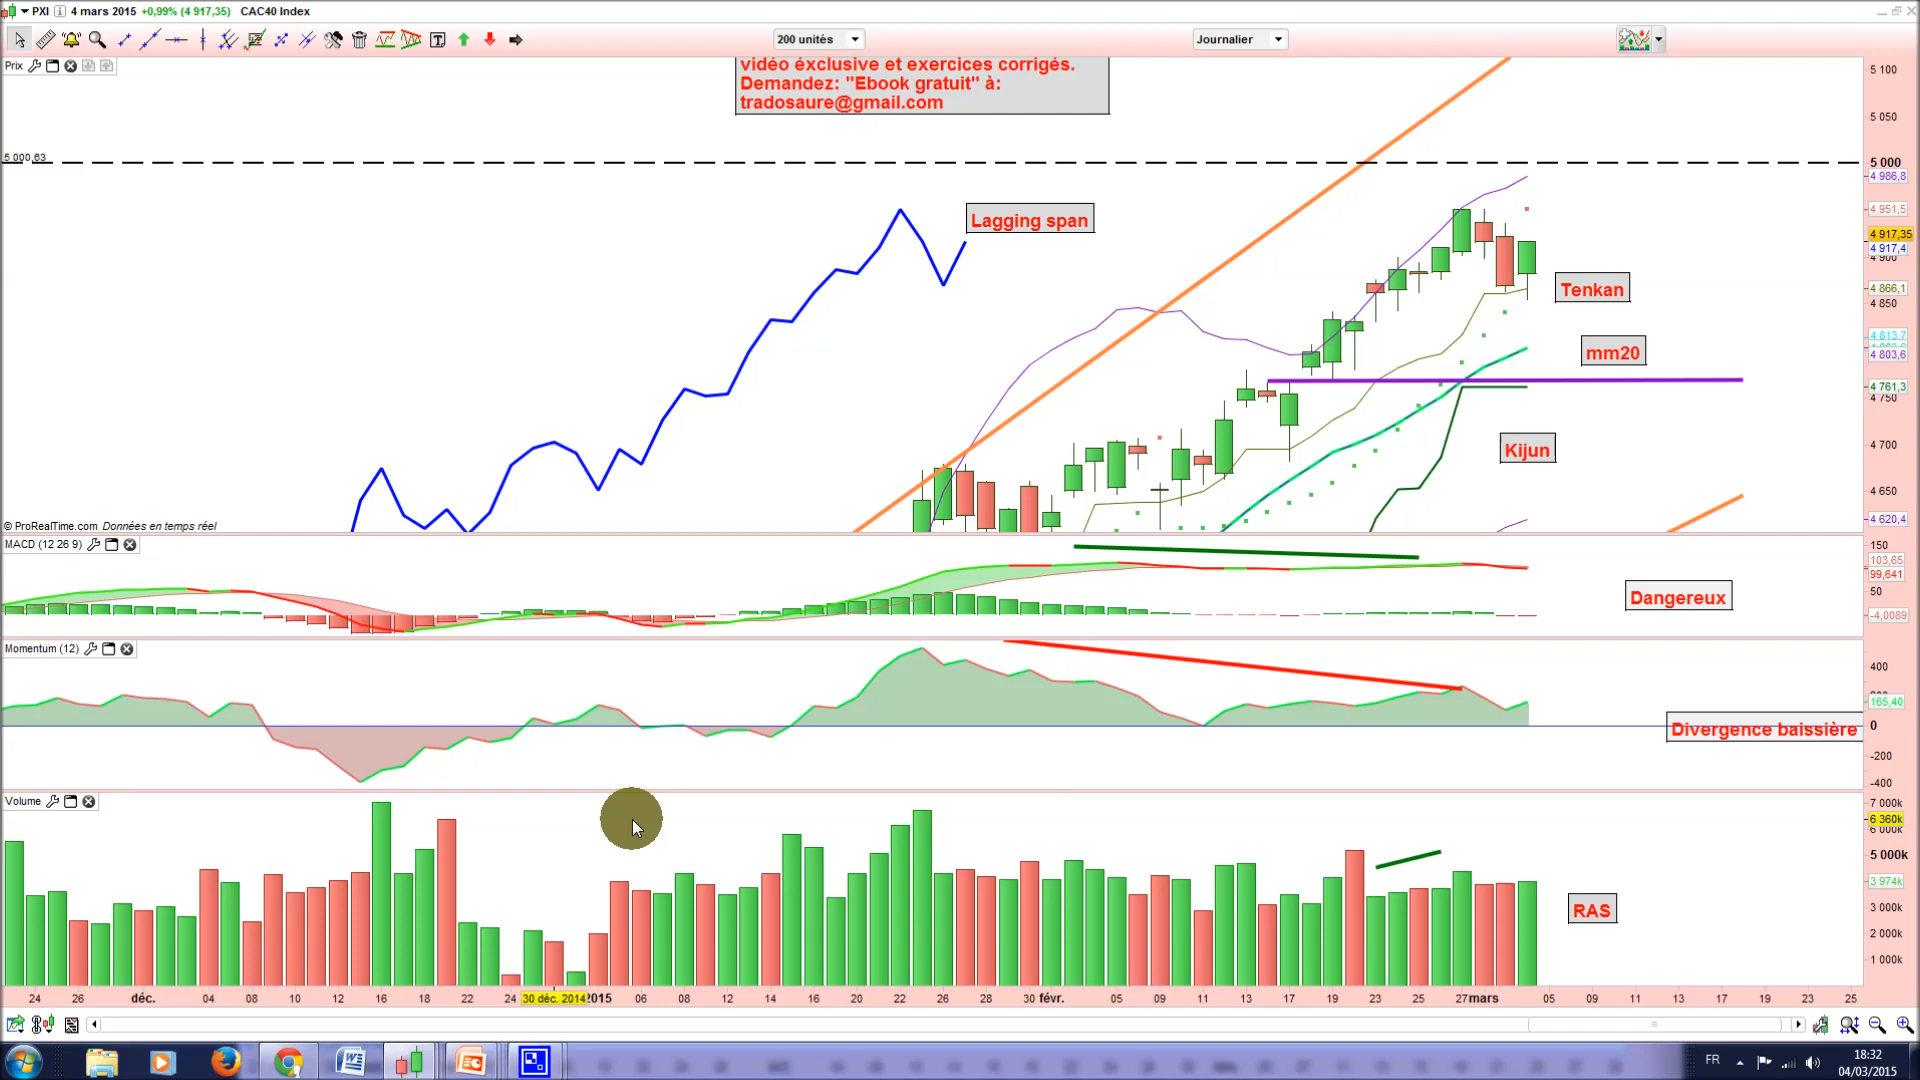 PXI 4 mars 2015 +0,99% (4 917,35) CAC40 Index
200 unités
Journalier
Prix
vidéo éxclusive et exercices corrigés.
Demandez: "Ebook gratuit" à:
tradosaure@gmail.com
5 100
5 050
5 000,63
5 000
4 986,8
Lagging span
4 951,5
4 917,35
4 917,4
4 900
Tenkan
4 866,1
4 850
4 813,7
mm20
4 803,6
4 761,3
4 750
Kijun
4 700
4 650
4 620,4
© ProRealTime.com Données en temps réel
MACD (12 26 9)
150
103,65
99,641
50
Dangereux
-4,0089
Momentum (12)
400
165,40
0
Divergence baissière
-200
-400
Volume
7 000k
6 360k
6 000k
5 000k
3 974k
RAS
3 000k
2 000k
1 000k
24 26 déc. 04 08 10 12 16 18 22 24 30 déc. 2014 2015 06 08 12 14 16 20 22 26 28 30 févr. 05 09 11 13 17 19 23 25 27 mars 05 09 11 13 17 19 23 25
FR
18:32
04/03/2015